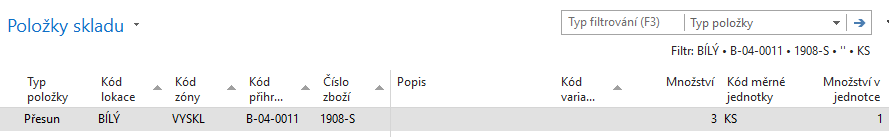 Položky skladu
Typ filtrování (F3) Typ položky
Filtr: BÍLÝ • B-04-0011 • 1908-S • '' • KS
Typ položky Kód lokace Kód zóny Kód přihr... Číslo zboží Popis Kód varia... Množství Kód měrné jednotky Množství v jednotce
Přesun BÍLÝ VYSKL B-04-0011 1908-S 3 KS 1